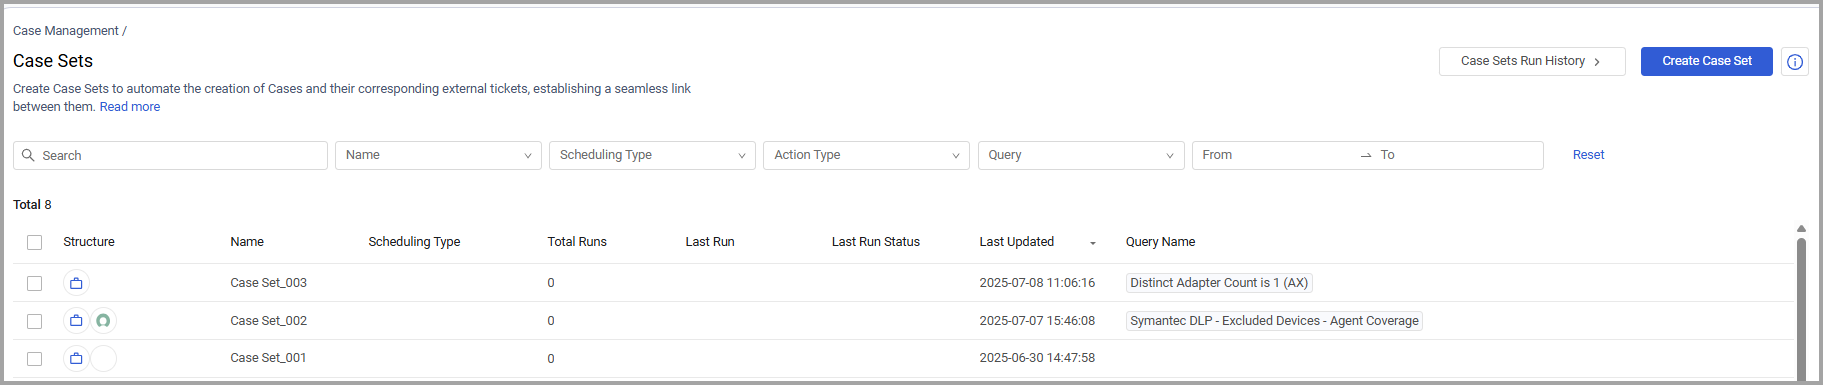 Case Management /
Case Sets
Case Sets Run History
Create Case Set
Create Case Sets to automate the creation of Cases and their corresponding external tickets, establishing a seamless link
between them. Read more
Search Name Scheduling Type Action Type Query From To Reset
Total 8
Structure Name Scheduling Type Total Runs Last Run Last Run Status Last Updated Query Name
Case Set_003 0 2025-07-08 11:06:16 Distinct Adapter Count is 1 (AX)
Case Set_002 0 2025-07-07 15:46:08 Symantec DLP - Excluded Devices - Agent Coverage
Case Set_001 0 2025-06-30 14:47:58